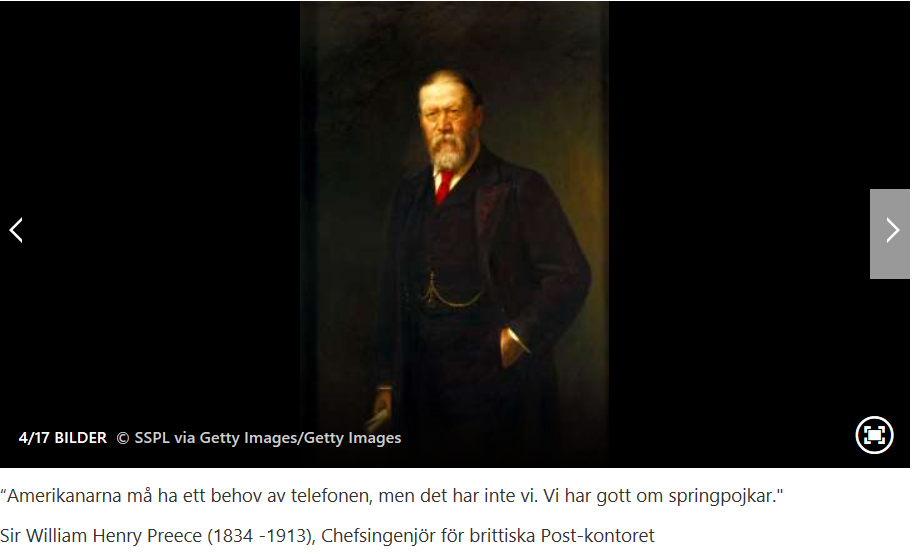 4/17 BILDER © SSPL via Getty Images/Getty Images
“Amerikanarna må ha ett behov av telefonen, men det har inte vi. Vi har gott om springpojkar."
Sir William Henry Preece (1834 -1913), Chefsingenjör för brittiska Post-kontoret